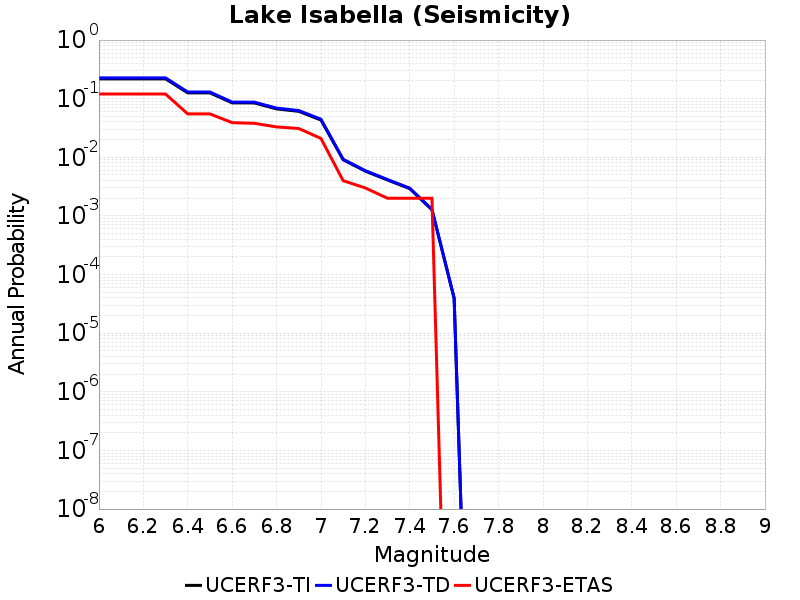 Lake Isabella (Seismicity)
Annual Probability
10^0
10^-1
10^-2
10^-3
10^-4
10^-5
10^-6
10^-7
10^-8
6 6.2 6.4 6.6 6.8 7 7.2 7.4 7.6 7.8 8 8.2 8.4 8.6 8.8 9
Magnitude
UCERF3-TI UCERF3-TD UCERF3-ETAS